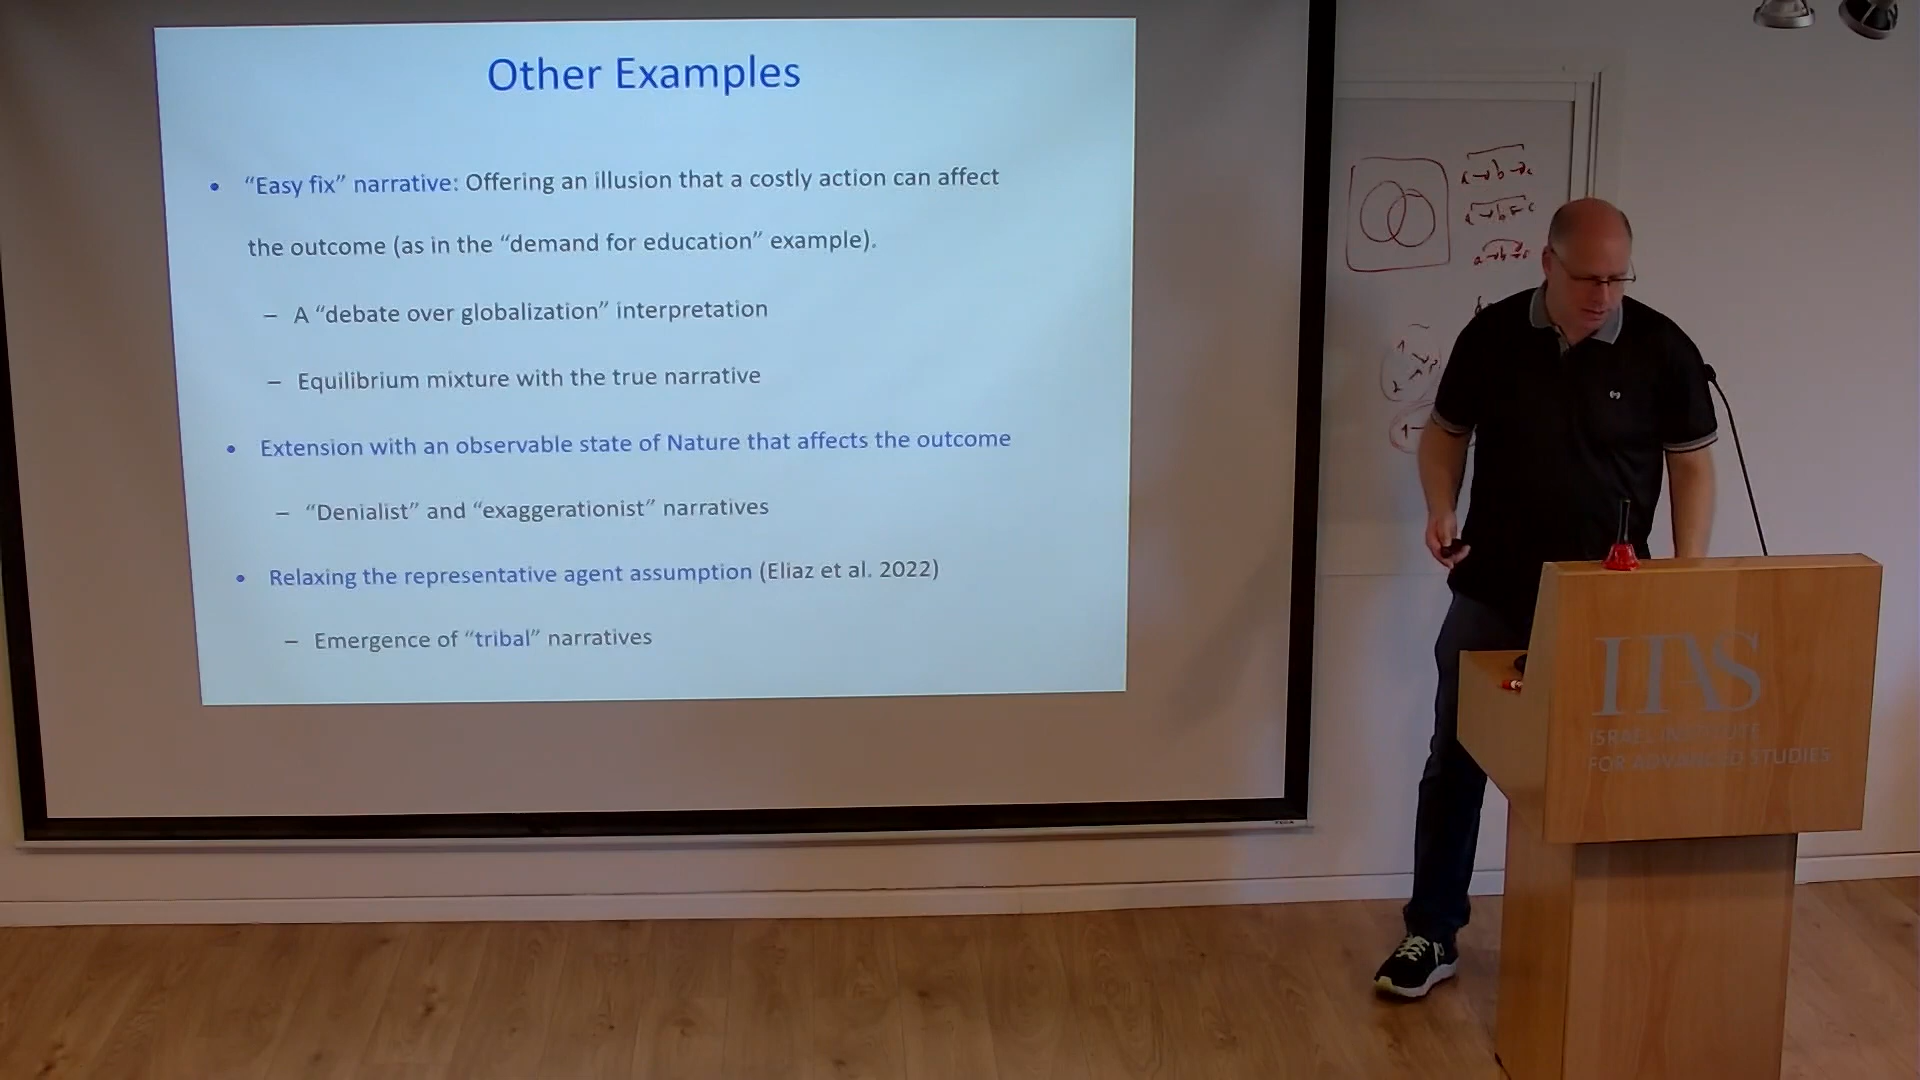 Other Examples
• “Easy fix” narrative: Offering an illusion that a costly action can affect
the outcome (as in the “demand for education” example).
– A “debate over globalization” interpretation
– Equilibrium mixture with the true narrative
• Extension with an observable state of Nature that affects the outcome
– “Denialist” and “exaggerationist” narratives
• Relaxing the representative agent assumption (Eliaz et al. 2022)
– Emergence of “tribal” narratives
IIAS
ISRAEL INSTITUTE
FOR ADVANCED STUDIES